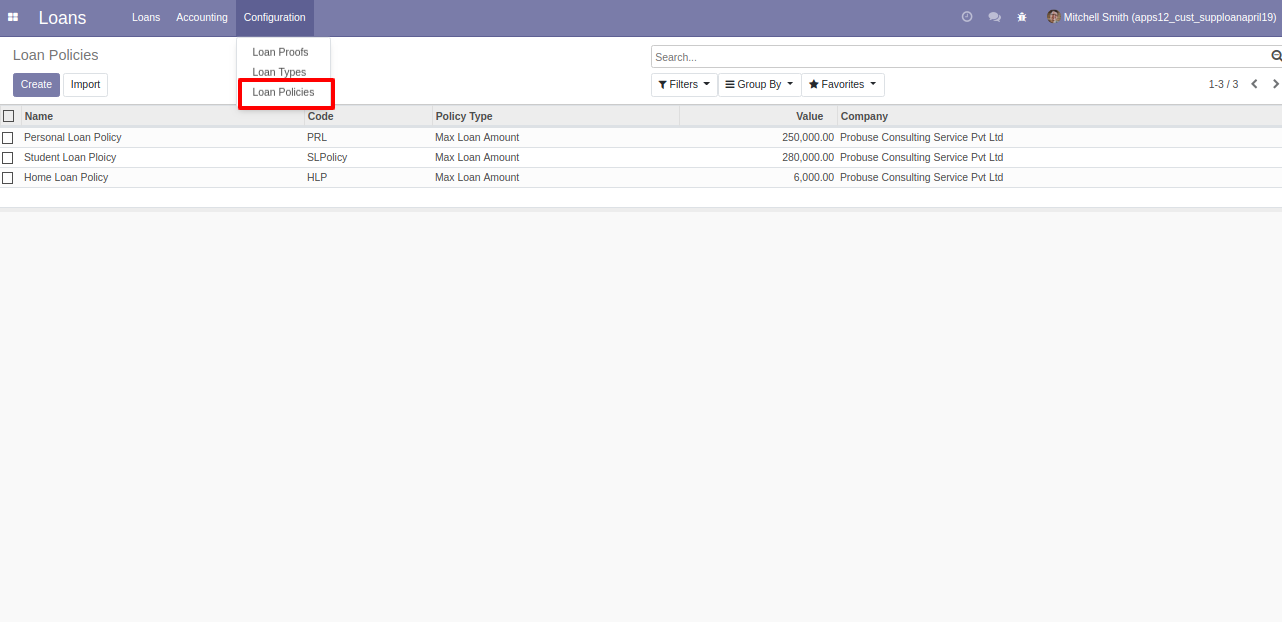 Loans Loans Accounting Configuration Mitchell Smith (apps12_cust_supploanapril19)
Loan Proofs
Loan Types
Loan Policies
Loan Policies
Search...
Create Import
Filters Group By Favorites 1-3 / 3
Name Code Policy Type Value Company
Personal Loan Policy PRL Max Loan Amount 250,000.00 Probuse Consulting Service Pvt Ltd
Student Loan Ploicy SLPolicy Max Loan Amount 280,000.00 Probuse Consulting Service Pvt Ltd
Home Loan Policy HLP Max Loan Amount 6,000.00 Probuse Consulting Service Pvt Ltd